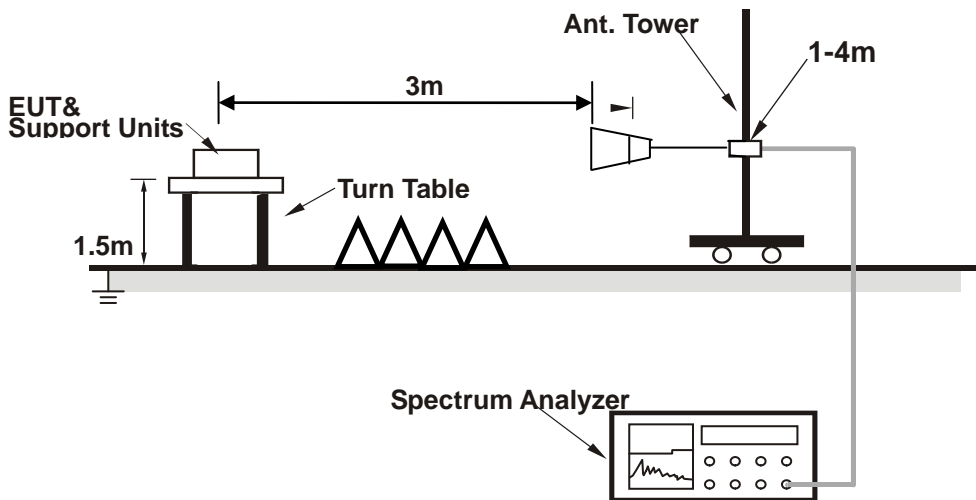 Ant. Tower
1-4m
3m
EUT&
Support Units
Turn Table
1.5m
Spectrum Analyzer